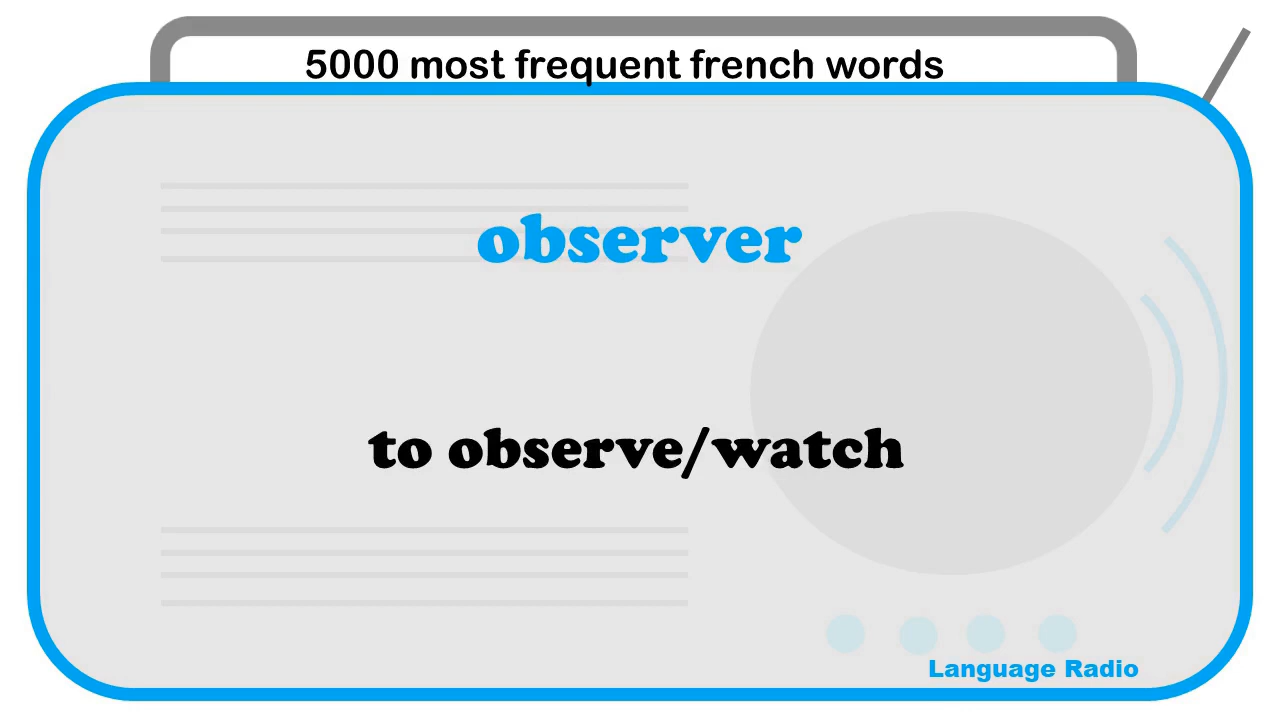 5000 most frequent french words
observer
to observe/watch
Language Radio